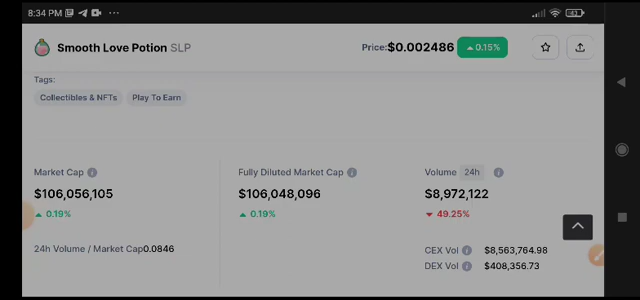 8:34 PM ...
Smooth Love Potion SLP
Price:$0.002486 0.15%
Tags:
Collectibles & NFTs Play To Earn
Market Cap Fully Diluted Market Cap Volume 24h
$106,056,105 $106,048,096 $8,972,122
0.19% 0.19% 49.25%
24h Volume / Market Cap0.0846 CEX Vol $8,563,764.98
DEX Vol $408,356.73